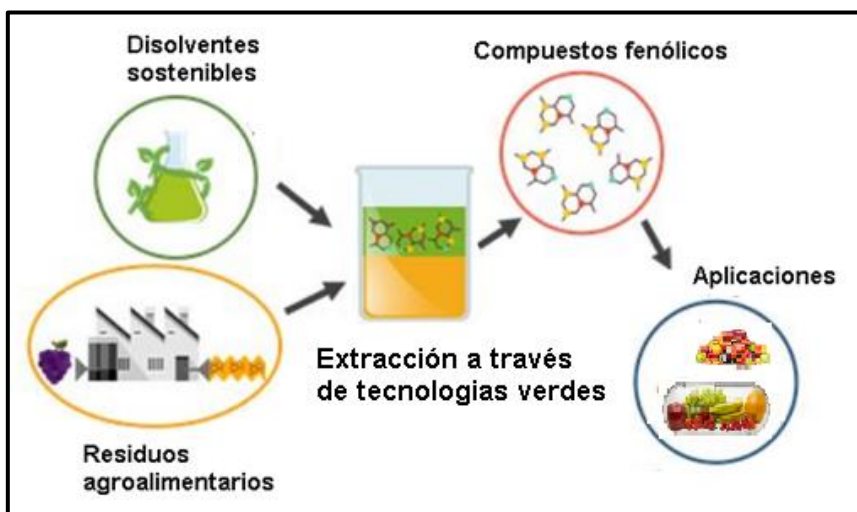 Disolventes
sostenibles
Compuestos fenólicos
Aplicaciones
Extracción a través
de tecnologias verdes
Residuos
agroalimentarios